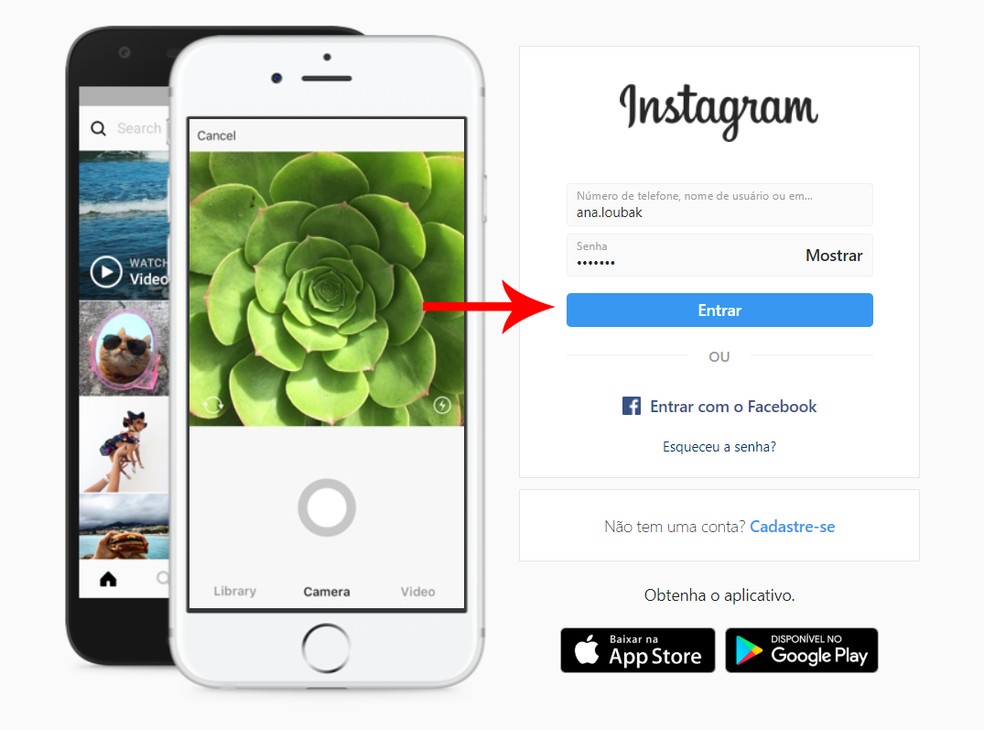 Search
WATCH
Video
Cancel
Library Camera Video
Instagram
Número de telefone, nome de usuário ou em...
ana.loubak
Senha
••••••• Mostrar
Entrar
OU
Entrar com o Facebook
Esqueceu a senha?
Não tem uma conta? Cadastre-se
Obtenha o aplicativo.
Baixar na
App Store
DISPONÍVEL NO
Google Play